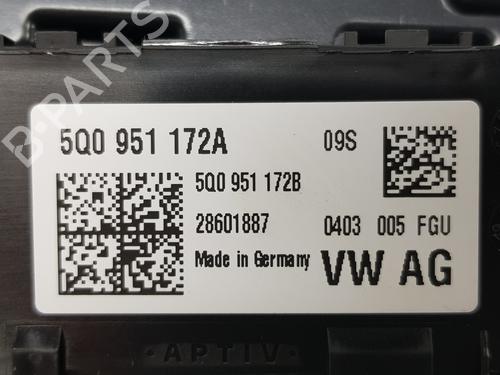 5Q0 951 172A 09S
5Q0 951 172B
28601887 0403 005 FGU
Made in Germany VW AG
· APTIV ·
B-PARTS